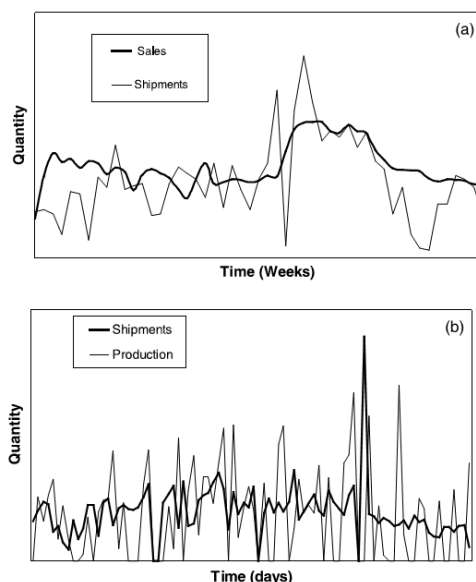 (a)
Sales
Shipments
Quantity
Time (Weeks)
(b)
Shipments
Production
Quantity
Time (days)